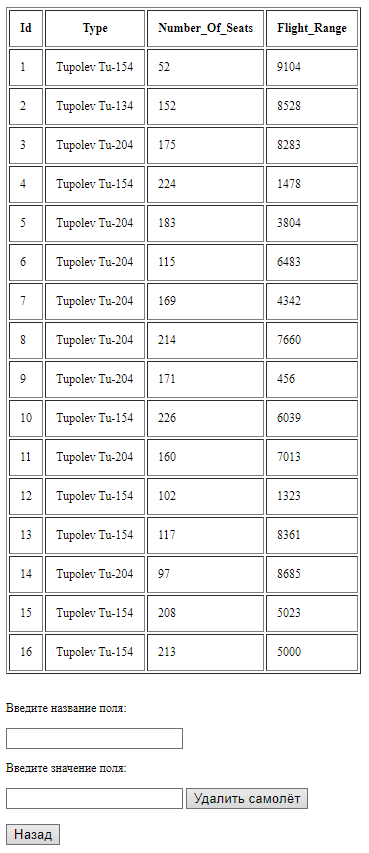 Id Type Number_Of_Seats Flight_Range
1 Tupolev Tu-154 52 9104
2 Tupolev Tu-134 152 8528
3 Tupolev Tu-204 175 8283
4 Tupolev Tu-154 224 1478
5 Tupolev Tu-204 183 3804
6 Tupolev Tu-204 115 6483
7 Tupolev Tu-204 169 4342
8 Tupolev Tu-204 214 7660
9 Tupolev Tu-204 171 456
10 Tupolev Tu-154 226 6039
11 Tupolev Tu-204 160 7013
12 Tupolev Tu-154 102 1323
13 Tupolev Tu-154 117 8361
14 Tupolev Tu-204 97 8685
15 Tupolev Tu-154 208 5023
16 Tupolev Tu-154 213 5000
Введите название поля:
Введите значение поля:
Удалить самолёт
Назад